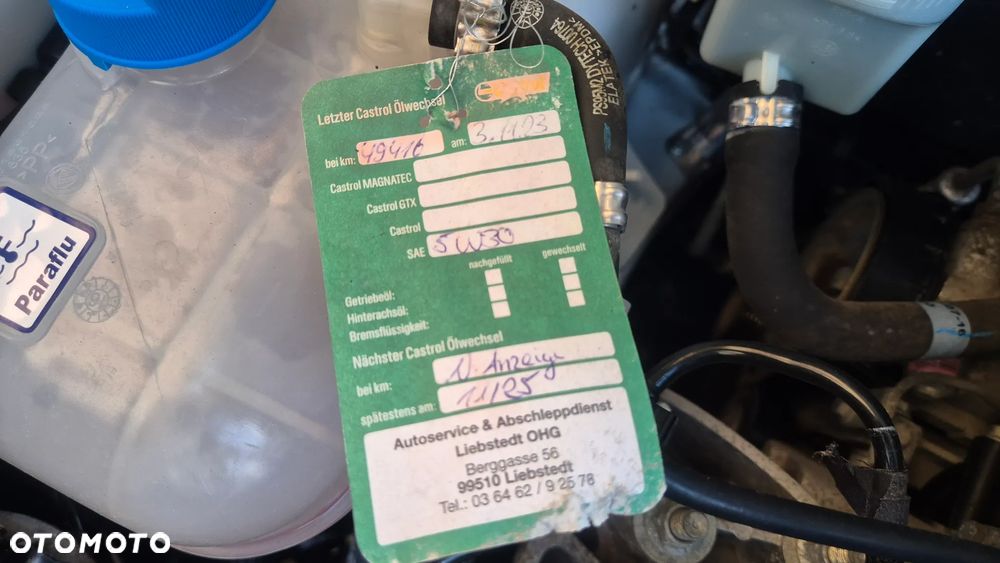 Letzter Castrol Ölwechsel
bei km: 49416 am: 3.11.23
Castrol MAGNATEC
Castrol GTX
Castrol
SAE 5W30
nachgefüllt gewechselt
Getriebeöl:
Hinterachsöl:
Bremsflüssigkeit:
Nächster Castrol Ölwechsel
bei km: N. Anzeige
spätestens am: 11/25
Autoservice & Abschleppdienst
Liebstedt OHG
Berggasse 56
99510 Liebstedt
Tel.: 03 64 62 / 9 25 78
Paraflu
ELATEK >EPDM<
OTOMOTO